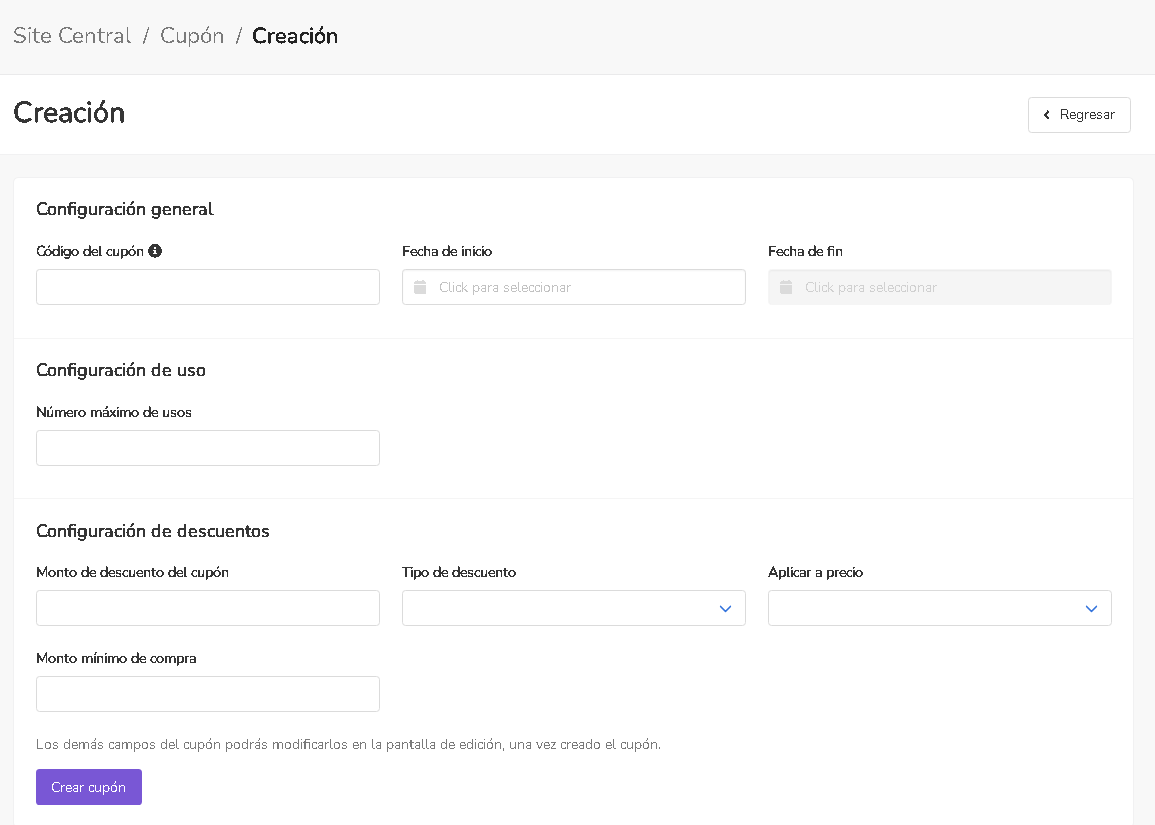 Site Central / Cupón / Creación
Creación
Regresar
Configuración general
Código del cupón
Fecha de inicio
Fecha de fin
Click para seleccionar
Click para seleccionar
Configuración de uso
Número máximo de usos
Configuración de descuentos
Monto de descuento del cupón
Tipo de descuento
Aplicar a precio
Monto mínimo de compra
Los demás campos del cupón podrás modificarlos en la pantalla de edición, una vez creado el cupón.
Crear cupón